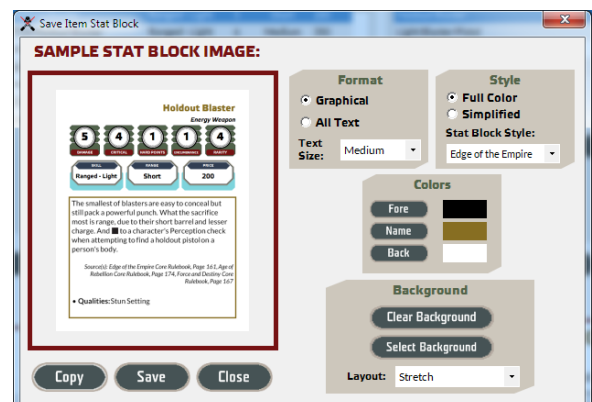 Save Item Stat Block
SAMPLE STAT BLOCK IMAGE:
Holdout Blaster
Energy Weapon
5 4 1 1 4
DAMAGE CRITICAL HARD POINTS ENCUMBRANCE RARITY
SKILL RANGE PRICE
Ranged - Light Short 200
The smallest of blasters are easy to conceal but
still pack a powerful punch. What the sacrifice
most is range, due to their short barrel and lesser
charge. And ■ to a character's Perception check
when attempting to find a holdout pistol on a
person's body.
Source(s): Edge of the Empire Core Rulebook, Page 161, Age of
Rebellion Core Rulebook, Page 174, Force and Destiny Core
Rulebook, Page 167
• Qualities: Stun Setting
Copy Save Close
Format
Graphical
All Text
Text
Size: Medium
Style
Full Color
Simplified
Stat Block Style:
Edge of the Empire
Colors
Fore
Name
Back
Background
Clear Background
Select Background
Layout: Stretch